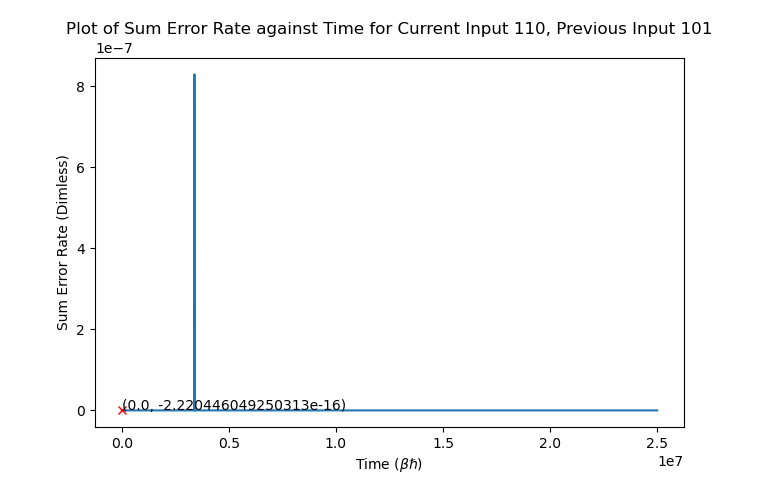 Plot of Sum Error Rate against Time for Current Input 110, Previous Input 101
1e−7
8
6
4
2
0
Sum Error Rate (Dimless)
(0.0, -2.220446049250313e-16)
0.0 0.5 1.0 1.5 2.0 2.5
1e7
Time (βℏ)